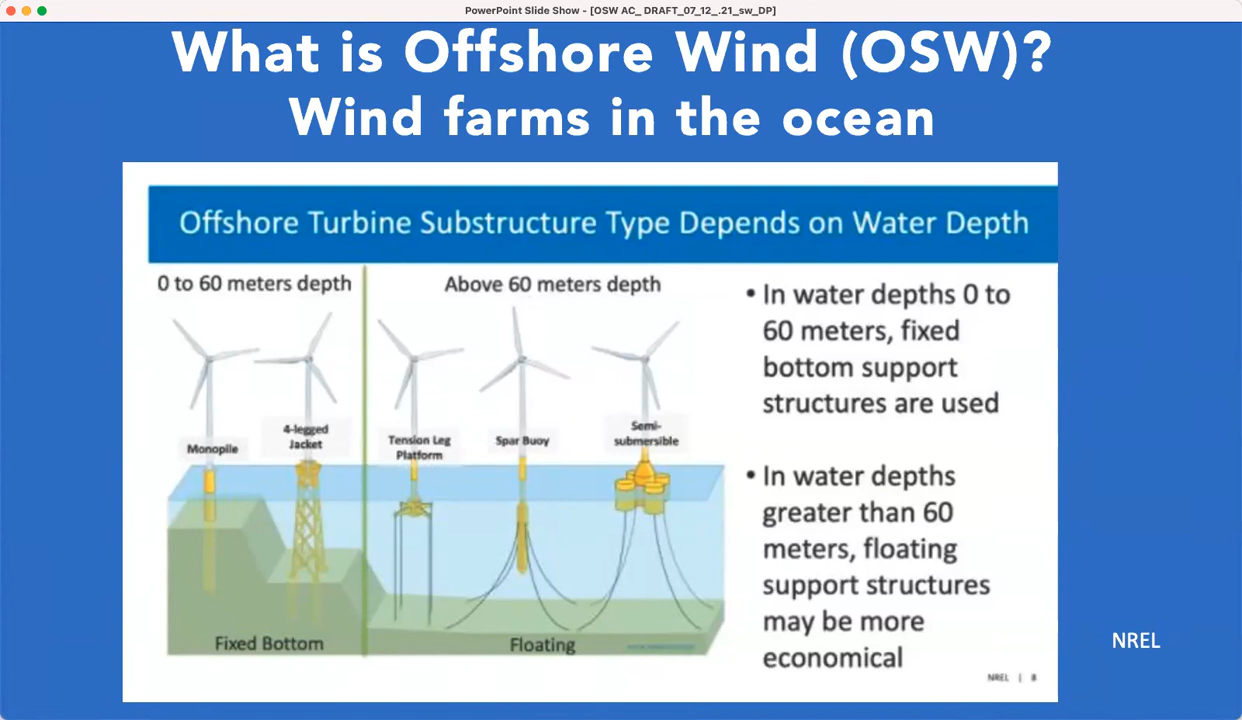 PowerPoint Slide Show - [OSW AC_ DRAFT_07_12_.21_sw_DP]
What is Offshore Wind (OSW)?
Wind farms in the ocean
Offshore Turbine Substructure Type Depends on Water Depth
0 to 60 meters depth
Above 60 meters depth
Monopile
4-legged
Jacket
Tension Leg
Platform
Spar Buoy
Semi-
submersible
Fixed Bottom
Floating
• In water depths 0 to
60 meters, fixed
bottom support
structures are used
• In water depths
greater than 60
meters, floating
support structures
may be more
economical
NREL | 8
NREL